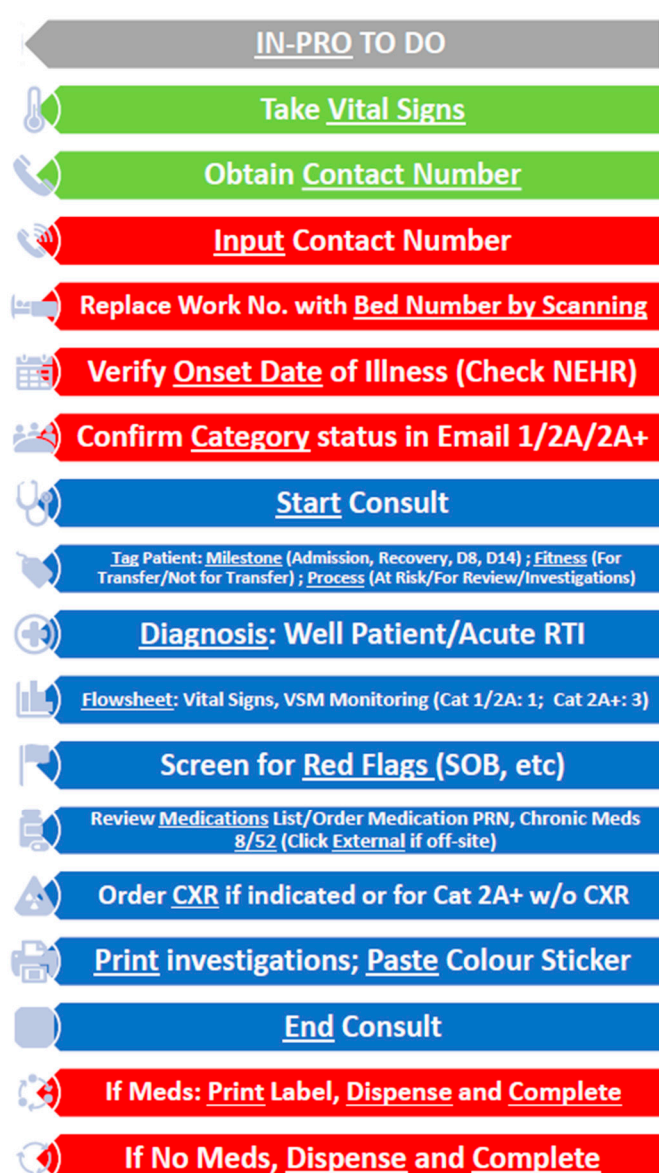 IN-PRO TO DO
Take Vital Signs
Obtain Contact Number
Input Contact Number
Replace Work No. with Bed Number by Scanning
Verify Onset Date of Illness (Check NEHR)
Confirm Category status in Email 1/2A/2A+
Start Consult
Tag Patient: Milestone (Admission, Recovery, D8, D14) ; Fitness (For
Transfer/Not for Transfer) ; Process (At Risk/For Review/Investigations)
Diagnosis: Well Patient/Acute RTI
Flowsheet: Vital Signs, VSM Monitoring (Cat 1/2A: 1; Cat 2A+: 3)
Screen for Red Flags (SOB, etc)
Review Medications List/Order Medication PRN, Chronic Meds
8/52 (Click External if off-site)
Order CXR if indicated or for Cat 2A+ w/o CXR
Print investigations; Paste Colour Sticker
End Consult
If Meds: Print Label, Dispense and Complete
If No Meds, Dispense and Complete